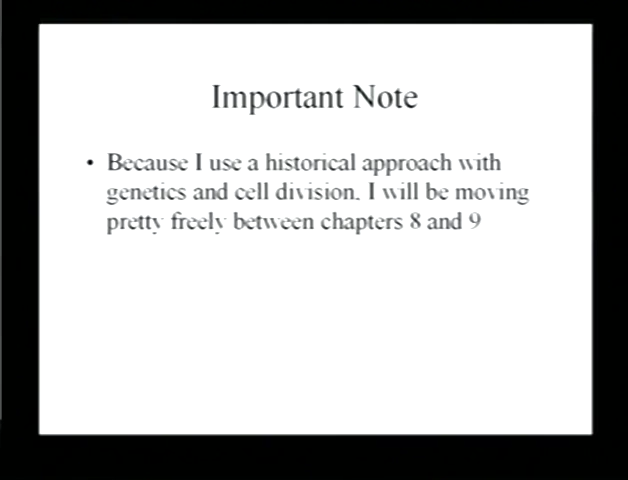 Important Note
• Because I use a historical approach with
genetics and cell division. I will be moving
pretty freely between chapters 8 and 9